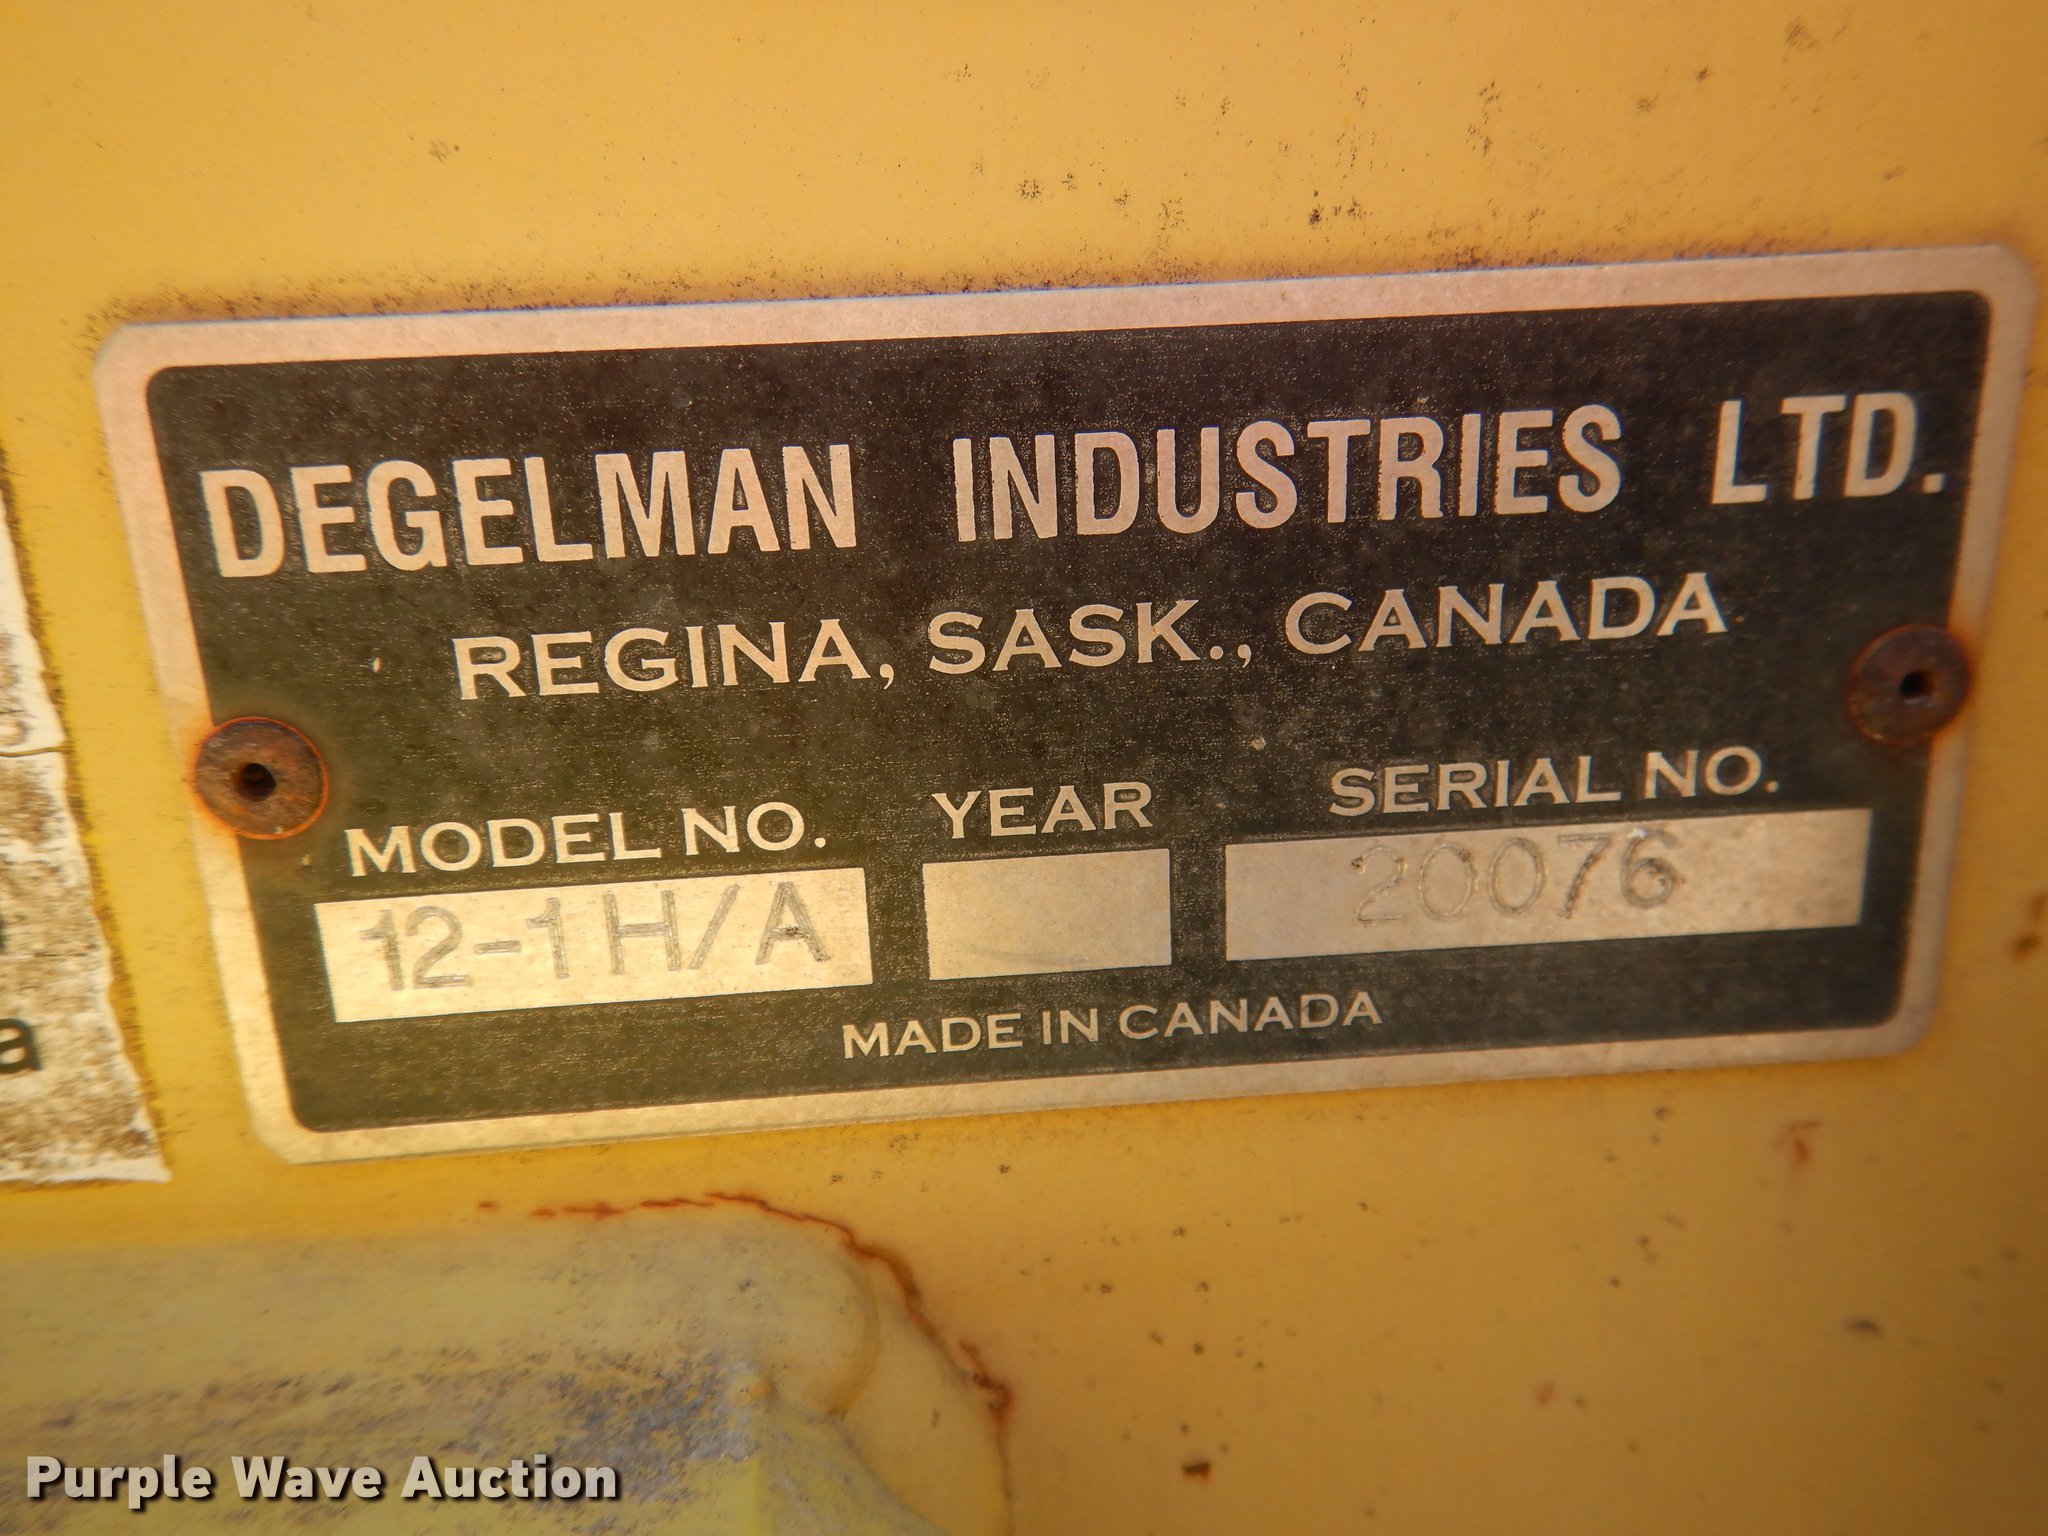 DEGELMAN INDUSTRIES LTD.
REGINA, SASK., CANADA
MODEL NO. YEAR SERIAL NO.
12-1 H/A 20076
MADE IN CANADA
a
Purple Wave Auction